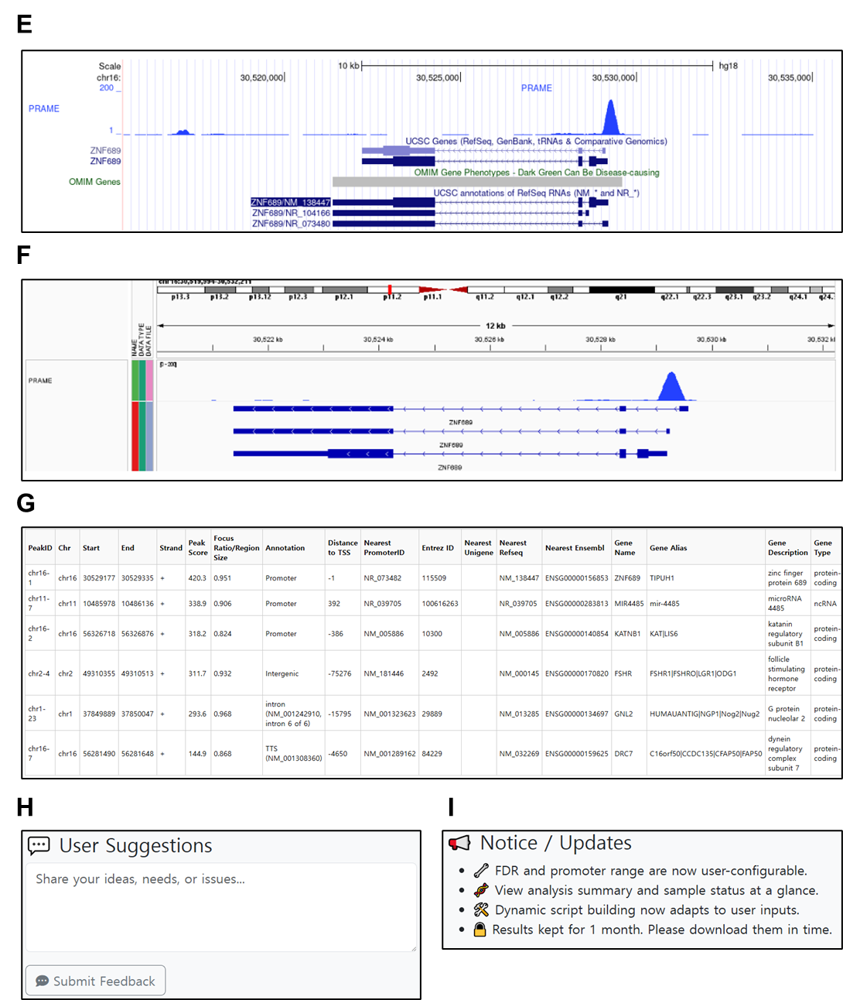 E
Scale 10 kb hg18
chr16: 30,520,000 30,525,000 30,530,000 30,535,000
200 _ PRAME
PRAME
1 _
UCSC Genes (RefSeq, GenBank, tRNAs & Comparative Genomics)
ZNF689
ZNF689
OMIM Gene Phenotypes - Dark Green Can Be Disease-causing
OMIM Genes
UCSC annotations of RefSeq RNAs (NM_* and NR_*)
ZNF689/NM_138447
ZNF689/NR_104166
ZNF689/NR_073480
F
chr16:30,519,994-30,532,211
p13.3 p13.2 p13.12 p12.3 p12.1 p11.2 p11.1 q11.2 q12.1 q12.2 q21 q22.1 q22.3 q23.1 q23.2 q24.1 q24.
12 kb
30,522 kb 30,524 kb 30,526 kb 30,528 kb 30,530 kb 30,532 k
NAME
DATA TYPE
DATA FILE
PRAME
ZNF689
ZNF689
ZNF689
G
PeakID Chr Start End Strand Peak Score Focus Ratio/Region Size Annotation Distance to TSS Nearest PromoterID Entrez ID Nearest Unigene Nearest Refseq Nearest Ensembl Gene Name Gene Alias Gene Description Gene Type
chr16-1 chr16 30529177 30529335 + 420.3 0.951 Promoter -1 NR_073482 115509 NM_138447 ENSG00000156853 ZNF689 TIPUH1 zinc finger protein 689 protein-coding
chr11-7 chr11 10485978 10486136 + 338.9 0.906 Promoter 392 NR_039705 100616263 NR_039705 ENSG00000283813 MIR4485 mir-4485 microRNA 4485 ncRNA
chr16-2 chr16 56326718 56326876 + 318.2 0.824 Promoter -386 NM_005886 10300 NM_005886 ENSG00000140854 KATNB1 KAT|LIS6 katanin regulatory subunit B1 protein-coding
chr2-4 chr2 49310355 49310513 + 311.7 0.932 Intergenic -75276 NM_181446 2492 NM_000145 ENSG00000170820 FSHR FSHR1|FSHRO|LGR1|ODG1 follicle stimulating hormone receptor protein-coding
chr1-23 chr1 37849889 37850047 + 293.6 0.968 intron (NM_001242910, intron 6 of 6) -15795 NM_001323623 29889 NM_013285 ENSG00000134697 GNL2 HUMAUANTIG|NGP1|Nog2|Nug2 G protein nucleolar 2 protein-coding
chr16-7 chr16 56281490 56281648 + 144.9 0.868 TTS (NM_001308360) -4650 NM_001289162 84229 NM_032269 ENSG00000159625 DRC7 C16orf50|CCDC135|CFAP50|FAP50 dynein regulatory complex subunit 7 protein-coding
H
User Suggestions
Share your ideas, needs, or issues...
Submit Feedback
I
Notice / Updates
• FDR and promoter range are now user-configurable.
• View analysis summary and sample status at a glance.
• Dynamic script building now adapts to user inputs.
• Results kept for 1 month. Please download them in time.